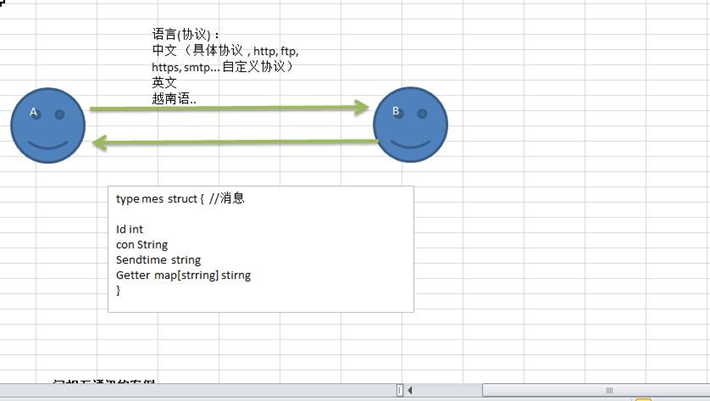 语言(协议)：
中文 （具体协议 , http, ftp,
https, smtp... 自定义协议）
英文
越南语..
A
B
type mes struct { //消息
Id int
con String
Sendtime string
Getter map[strring] stirng
}